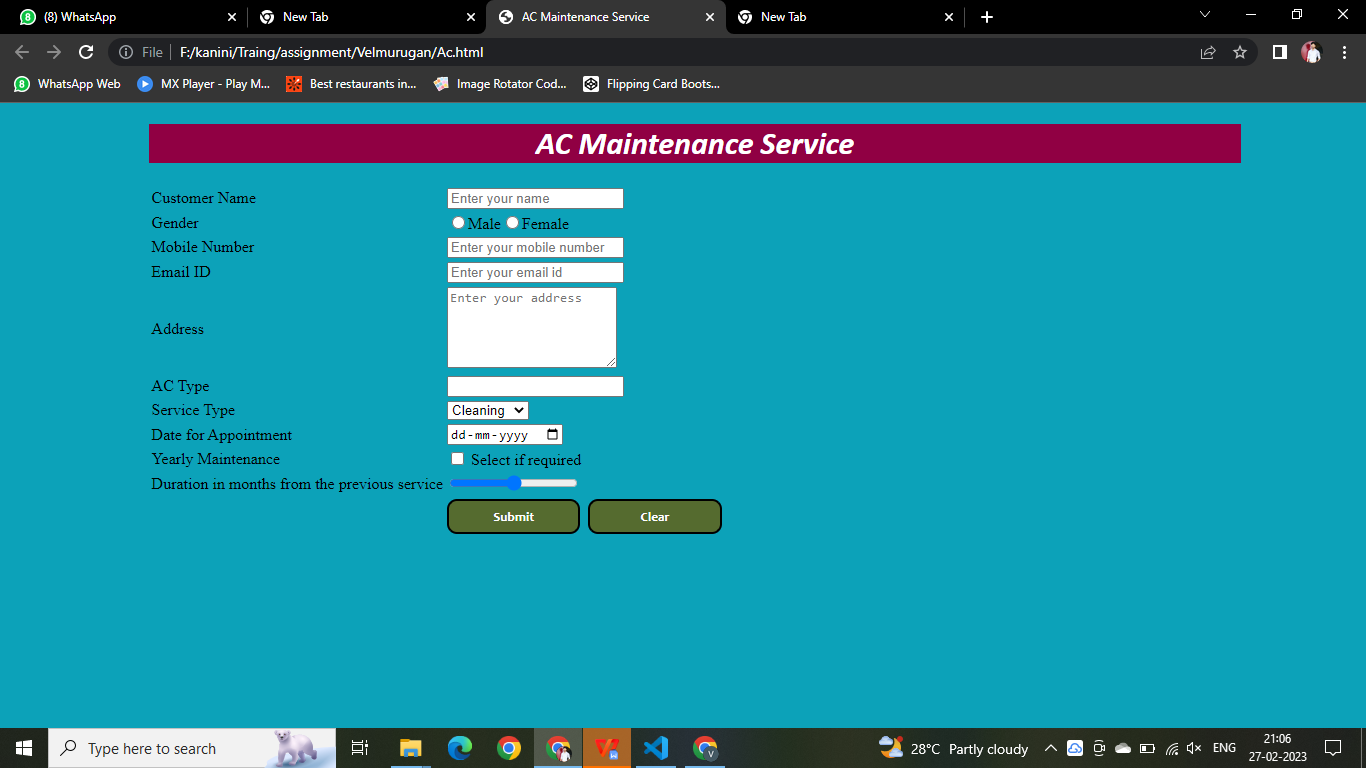 (8) WhatsApp
New Tab
AC Maintenance Service
New Tab
File
F:/kanini/Traing/assignment/Velmurugan/Ac.html
8 WhatsApp Web
MX Player - Play M...
Best restaurants in...
Image Rotator Cod...
Flipping Card Boots...
AC Maintenance Service
Customer Name Enter your name
Gender Male Female
Mobile Number Enter your mobile number
Email ID Enter your email id
Address Enter your address
AC Type
Service Type Cleaning
Date for Appointment dd-mm-yyyy
Yearly Maintenance Select if required
Duration in months from the previous service
Submit Clear
Type here to search
28°C Partly cloudy
ENG
21:06
27-02-2023